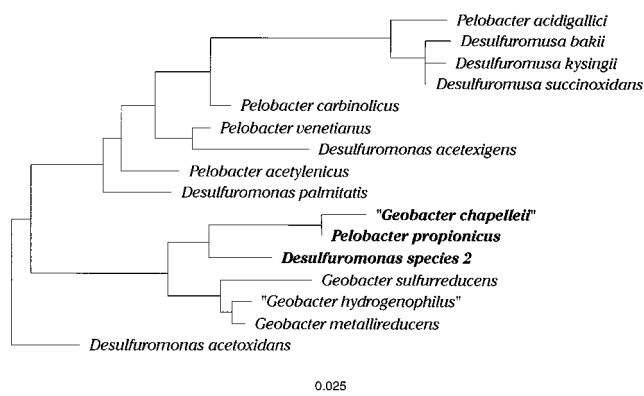 Pelobacter acidigallici
Desulfuromusa bakii
Desulfuromusa kysingii
Desulfuromusa succinoxidans
Pelobacter carbinolicus
Pelobacter venetianus
Desulfuromonas acetexigens
Pelobacter acetylenicus
Desulfuromonas palmitatis
"Geobacter chapelleii"
Pelobacter propionicus
Desulfuromonas species 2
Geobacter sulfurreducens
"Geobacter hydrogenophilus"
Geobacter metallireducens
Desulfuromonas acetoxidans
0.025